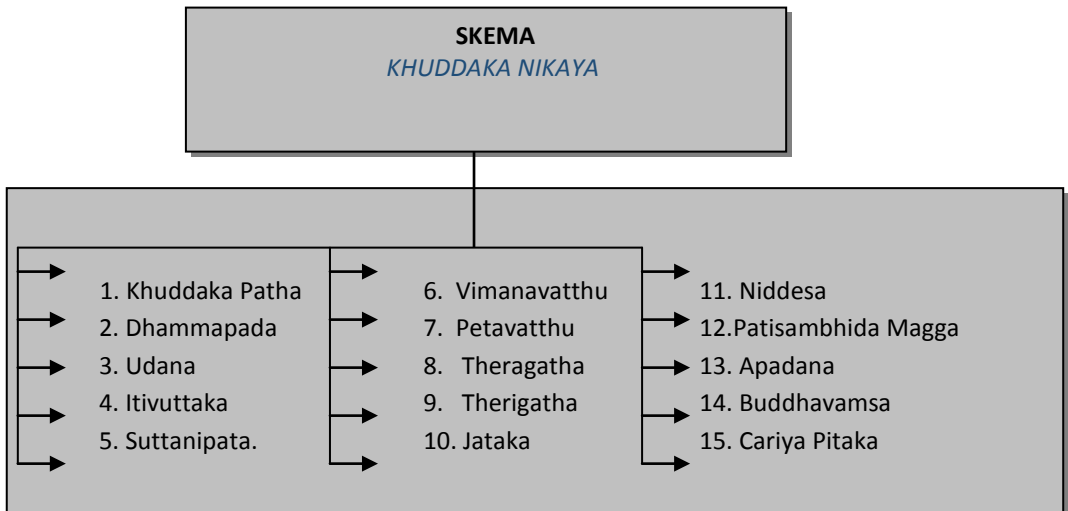 SKEMA
KHUDDAKA NIKAYA
1. Khuddaka Patha
2. Dhammapada
3. Udana
4. Itivuttaka
5. Suttanipata.
6. Vimanavatthu
7. Petavatthu
8. Theragatha
9. Therigatha
10. Jataka
11. Niddesa
12.Patisambhida Magga
13. Apadana
14. Buddhavamsa
15. Cariya Pitaka